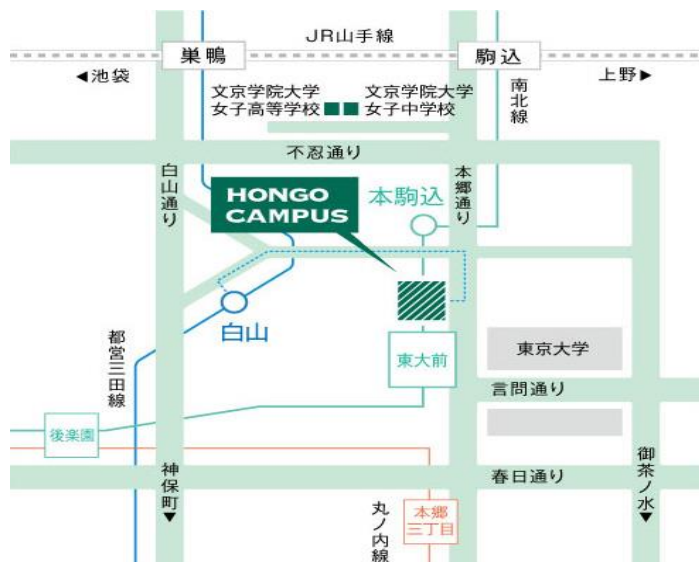 JR山手線
巣鴨
駒込
◀池袋
上野▶
文京学院大学
女子高等学校
文京学院大学
女子中学校
南北線
不忍通り
白山通り
本郷通り
HONGO
CAMPUS
本駒込
白山
都営三田線
東大前
東京大学
言問通り
後楽園
神保町▼
春日通り
御茶ノ水▼
本郷
三丁目
丸ノ内線